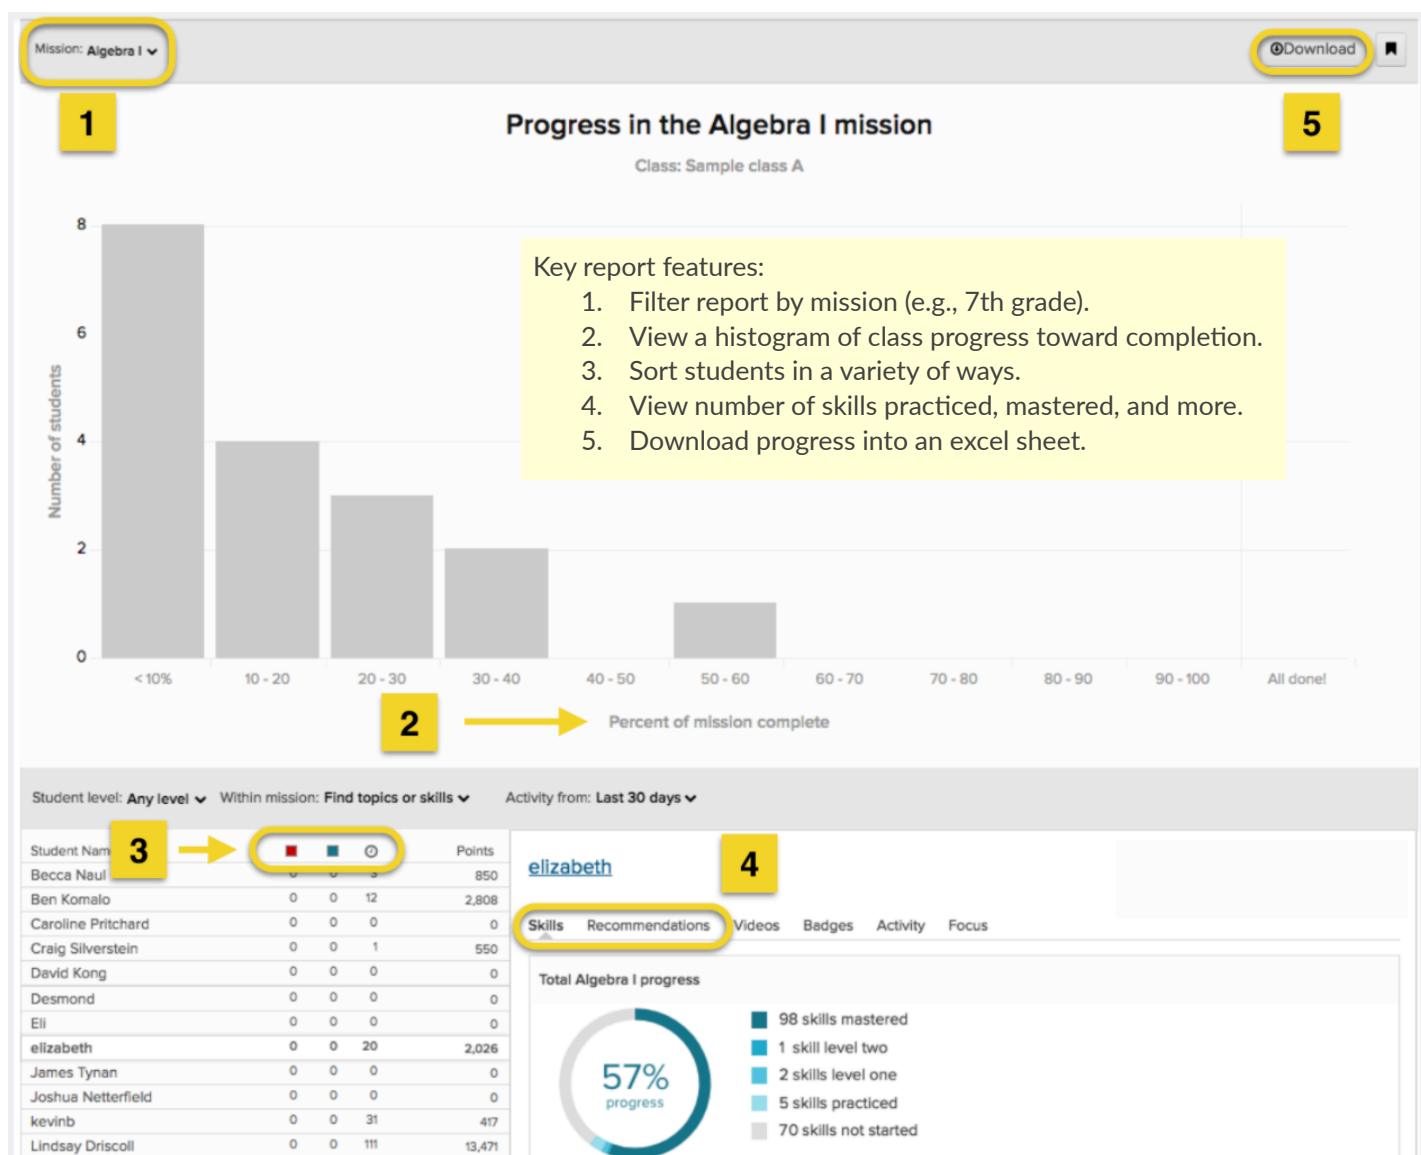 Mission: Algebra I
Download
1
5
Progress in the Algebra I mission
Class: Sample class A
8
6
4
2
0
Number of students
Key report features:
1. Filter report by mission (e.g., 7th grade).
2. View a histogram of class progress toward completion.
3. Sort students in a variety of ways.
4. View number of skills practiced, mastered, and more.
5. Download progress into an excel sheet.
<10% 10 - 20 20 - 30 30 - 40 40 - 50 50 - 60 60 - 70 70 - 80 80 - 90 90 - 100 All done!
2
Percent of mission complete
Student level: Any level Within mission: Find topics or skills Activity from: Last 30 days
3
Student Nam Points
Becca Naul 0 0 3 850
Ben Komalo 0 0 12 2,808
Caroline Pritchard 0 0 0 0
Craig Silverstein 0 0 1 550
David Kong 0 0 0 0
Desmond 0 0 0 0
Eli 0 0 0 0
elizabeth 0 0 20 2,026
James Tynan 0 0 0 0
Joshua Netterfield 0 0 0 0
kevinb 0 0 31 417
Lindsay Driscoll 0 0 111 13,471
elizabeth
4
Skills Recommendations Videos Badges Activity Focus
Total Algebra I progress
57%
progress
98 skills mastered
1 skill level two
2 skills level one
5 skills practiced
70 skills not started